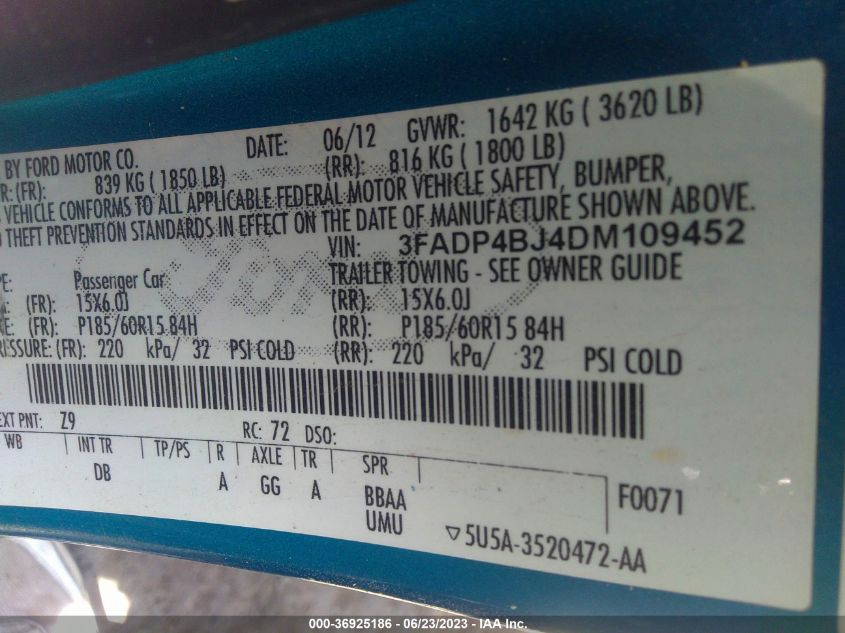 BY FORD MOTOR CO. DATE: 06/12 GVWR: 1642 KG ( 3620 LB)
R: (FR): 839 KG ( 1850 LB) (RR): 816 KG ( 1800 LB)
VEHICLE CONFORMS TO ALL APPLICABLE FEDERAL MOTOR VEHICLE SAFETY, BUMPER,
THEFT PREVENTION STANDARDS IN EFFECT ON THE DATE OF MANUFACTURE SHOWN ABOVE.
VIN: 3FADP4BJ4DM109452
PE: Passenger Car TRAILER TOWING - SEE OWNER GUIDE
(FR): 15X6.0J (RR): 15X6.0J
E: (FR): P185/60R15 84H (RR): P185/60R15 84H
RESSURE: (FR): 220 kPa/ 32 PSI COLD (RR): 220 kPa/ 32 PSI COLD
EXT PNT: Z9 RC: 72 DSO:
WB INT TR TP/PS R AXLE TR SPR
DB A GG A BBAA F0071
UMU ▽5U5A-3520472-AA
000-36925186 - 06/23/2023 - IAA Inc.